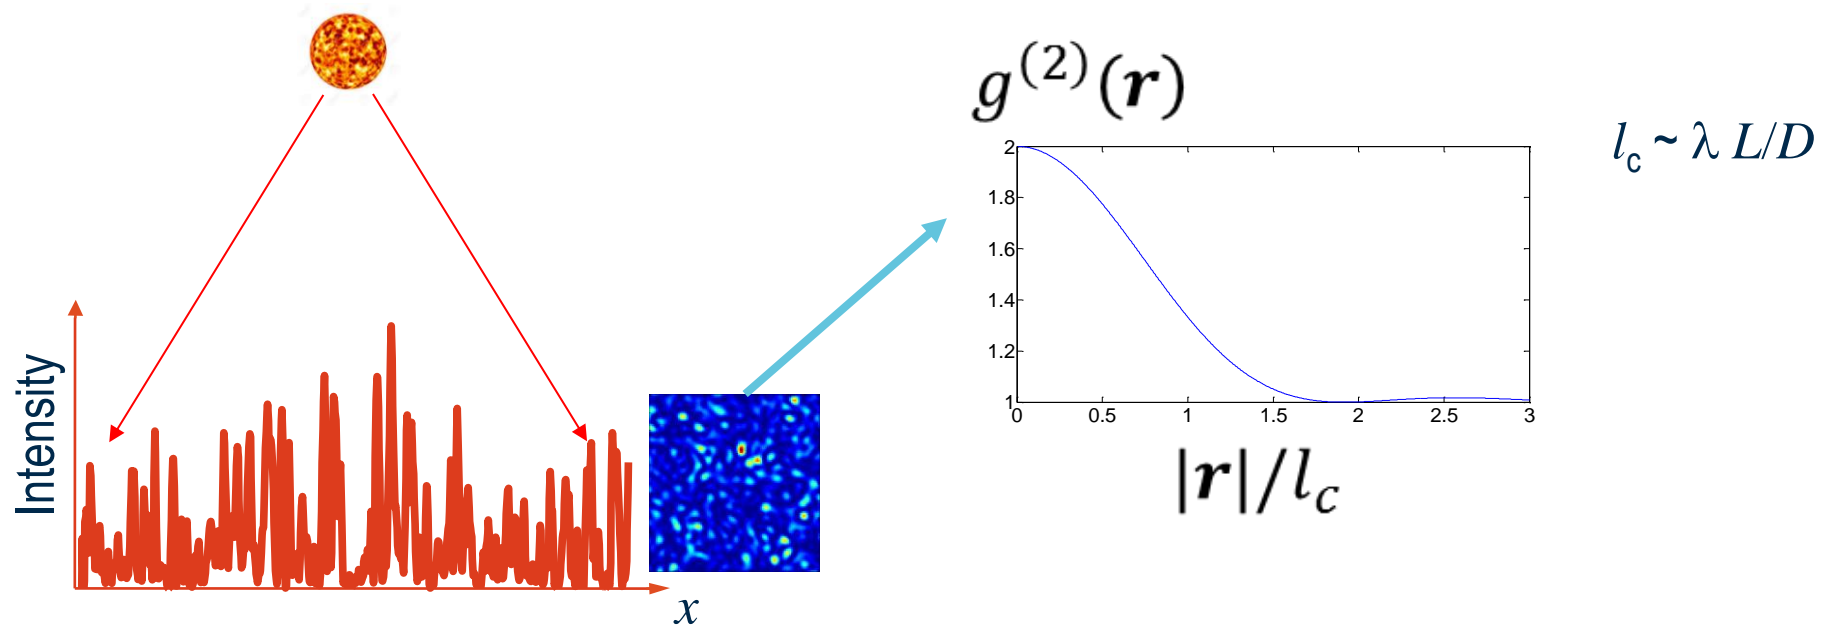 g⁽²⁾(r)
l_c ~ λ L/D
2
1.8
1.6
1.4
1.2
1
0 0.5 1 1.5 2 2.5 3
|r|/l_c
Intensity
x